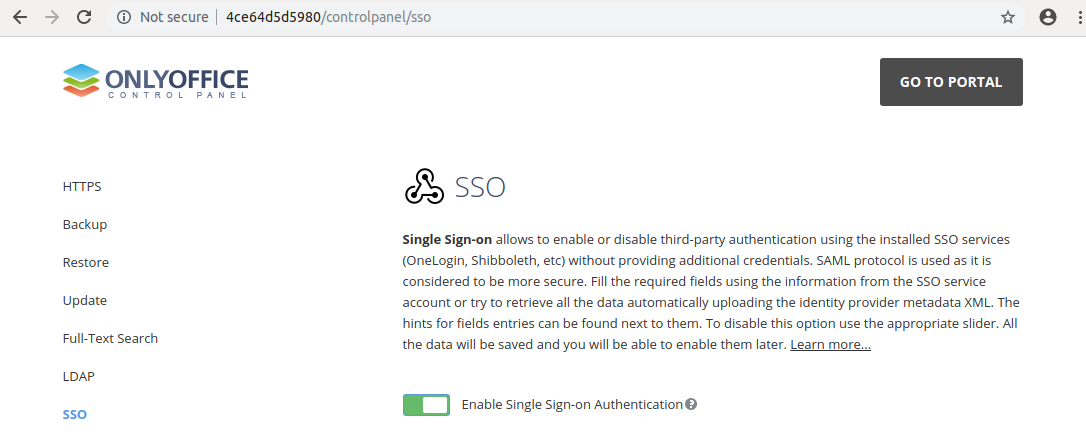 Not secure | 4ce64d5d5980/controlpanel/sso
ONLYOFFICE
CONTROL PANEL
GO TO PORTAL
HTTPS
Backup
Restore
Update
Full-Text Search
LDAP
SSO
SSO
Single Sign-on allows to enable or disable third-party authentication using the installed SSO services
(OneLogin, Shibboleth, etc) without providing additional credentials. SAML protocol is used as it is
considered to be more secure. Fill the required fields using the information from the SSO service
account or try to retrieve all the data automatically uploading the identity provider metadata XML. The
hints for fields entries can be found next to them. To disable this option use the appropriate slider. All
the data will be saved and you will be able to enable them later. Learn more...
Enable Single Sign-on Authentication